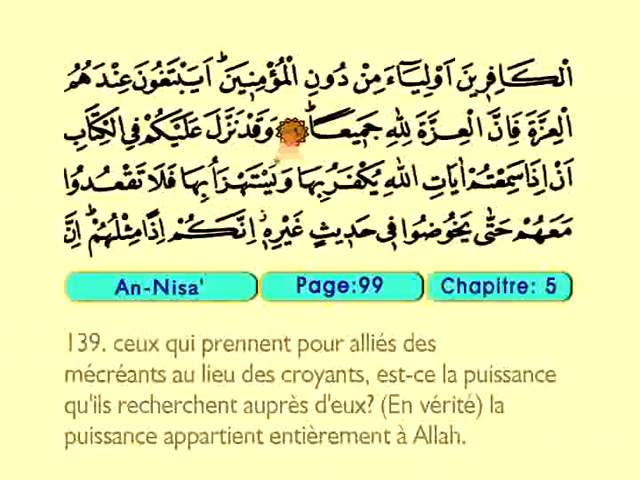 الْكَافِرِينَ اَوْلِيَٓاءَ مِنْ دُونِ الْمُؤْمِنِينَۜ اَيَبْتَغُونَ عِنْدَهُمُ
الْعِزَّةَ فَاِنَّ الْعِزَّةَ لِلّٰهِ جَمِيعًاۜ وَقَدْ نَزَّلَ عَلَيْكُمْ فِي الْكِتَابِ
اَنْ اِذَا سَمِعْتُمْ اٰيَاتِ اللّٰهِ يُكْفَرُ بِهَا وَيُسْتَهْزَاُ بِهَا فَلَا تَقْعُدُوا
مَعَهُمْ حَتّٰى يَخُوضُوا فِي حَدِيثٍ غَيْرِهِۘ اِنَّكُمْ اِذًا مِثْلُهُمْۜ اِنَّ
An-Nisa' Page:99 Chapitre: 5
139. ceux qui prennent pour alliés des
mécréants au lieu des croyants, est-ce la puissance
qu'ils recherchent auprès d'eux? (En vérité) la
puissance appartient entièrement à Allah.